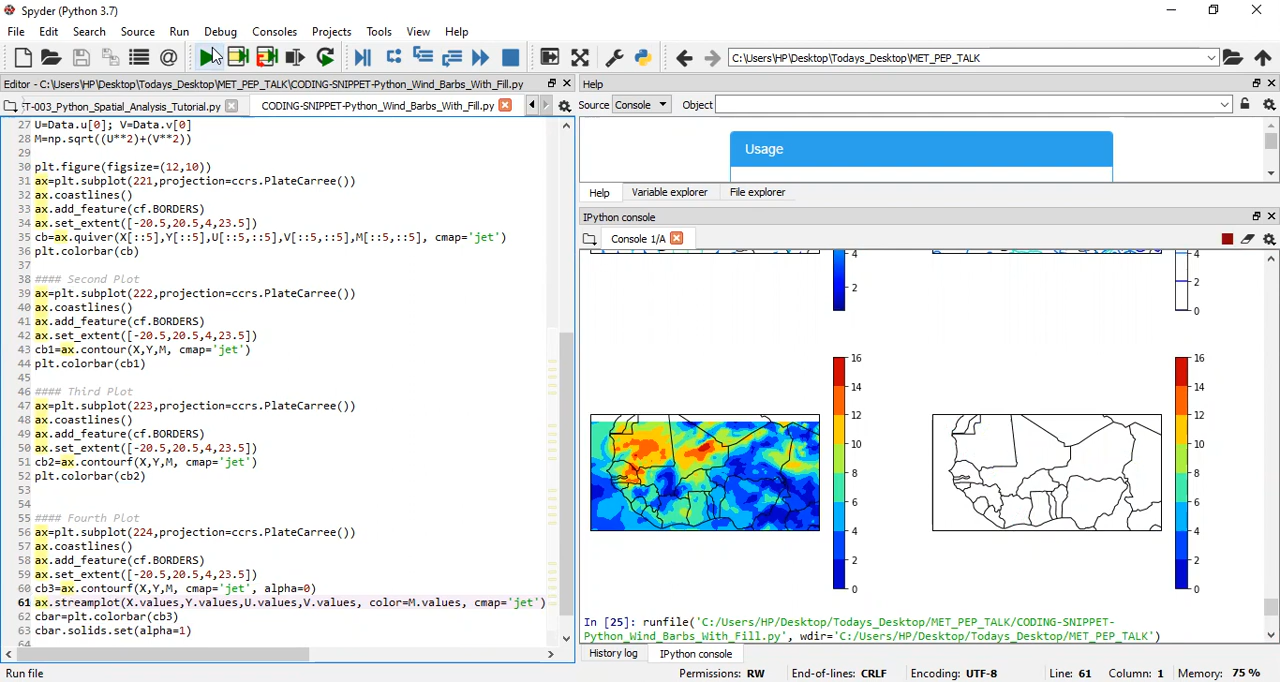 Spyder (Python 3.7)
File Edit Search Source Run Debug Consoles Projects Tools View Help
C:\Users\HP\Desktop\Todays_Desktop\MET_PEP_TALK
Editor - C:\Users\HP\Desktop\Todays_Desktop\MET_PEP_TALK\CODING-SNIPPET-Python_Wind_Barbs_With_Fill.py
T-003_Python_Spatial_Analysis_Tutorial.py
CODING-SNIPPET-Python_Wind_Barbs_With_Fill.py
27 U=Data.u[0]; V=Data.v[0]
28 M=np.sqrt((U**2)+(V**2))
29
30 plt.figure(figsize=(12,10))
31 ax=plt.subplot(221,projection=ccrs.PlateCarree())
32 ax.coastlines()
33 ax.add_feature(cf.BORDERS)
34 ax.set_extent([-20.5,20.5,4,23.5])
35 cb=ax.quiver(X[::5],Y[::5],U[::5,::5],V[::5,::5],M[::5,::5], cmap='jet')
36 plt.colorbar(cb)
37
38 #### Second Plot
39 ax=plt.subplot(222,projection=ccrs.PlateCarree())
40 ax.coastlines()
41 ax.add_feature(cf.BORDERS)
42 ax.set_extent([-20.5,20.5,4,23.5])
43 cb1=ax.contour(X,Y,M, cmap='jet')
44 plt.colorbar(cb1)
45
46 #### Third Plot
47 ax=plt.subplot(223,projection=ccrs.PlateCarree())
48 ax.coastlines()
49 ax.add_feature(cf.BORDERS)
50 ax.set_extent([-20.5,20.5,4,23.5])
51 cb2=ax.contourf(X,Y,M, cmap='jet')
52 plt.colorbar(cb2)
53
54
55 #### Fourth Plot
56 ax=plt.subplot(224,projection=ccrs.PlateCarree())
57 ax.coastlines()
58 ax.add_feature(cf.BORDERS)
59 ax.set_extent([-20.5,20.5,4,23.5])
60 cb3=ax.contourf(X,Y,M, cmap='jet', alpha=0)
61 ax.streamplot(X.values,Y.values,U.values,V.values, color=M.values, cmap='jet')
62 cbar=plt.colorbar(cb3)
63 cbar.solids.set(alpha=1)
64
Help
Source Console Object
Usage
Help Variable explorer File explorer
IPython console
Console 1/A
4
2
4
2
0
16
14
12
10
8
6
4
2
0
16
14
12
10
8
6
4
2
0
In [25]: runfile('C:/Users/HP/Desktop/Todays_Desktop/MET_PEP_TALK/CODING-SNIPPET-
Python_Wind_Barbs_With_Fill.py', wdir='C:/Users/HP/Desktop/Todays_Desktop/MET_PEP_TALK')
History log IPython console
Run file
Permissions: RW End-of-lines: CRLF Encoding: UTF-8 Line: 61 Column: 1 Memory: 75 %